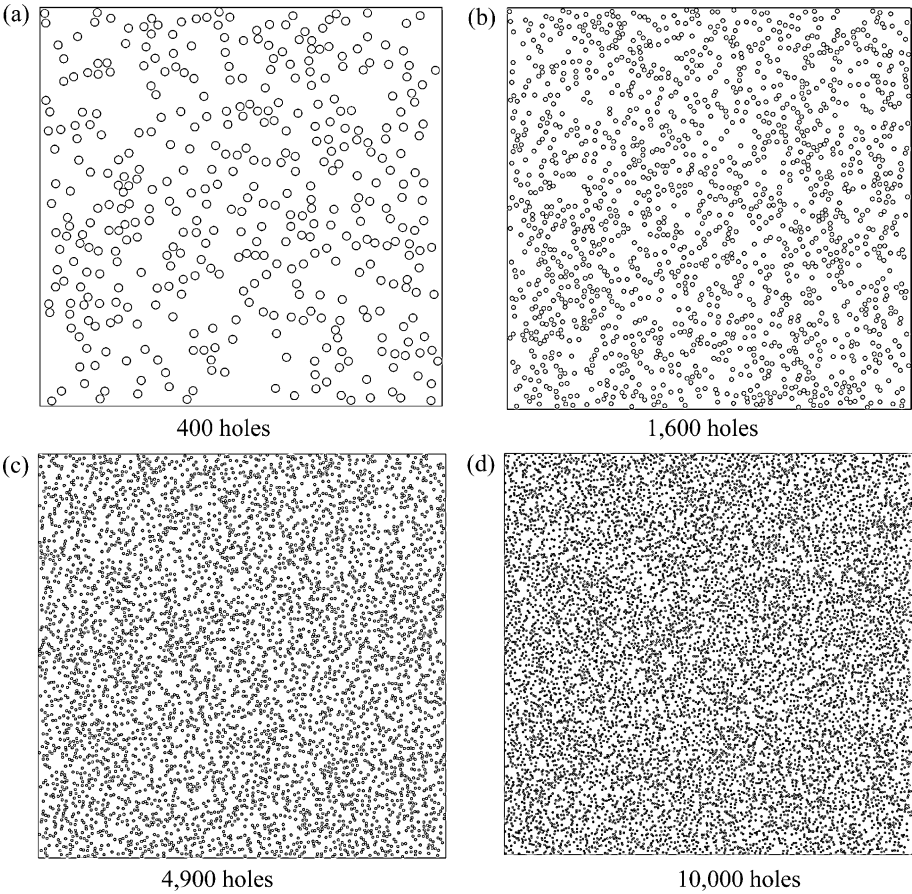 (a)
(b)
400 holes
1,600 holes
(c)
(d)
4,900 holes
10,000 holes